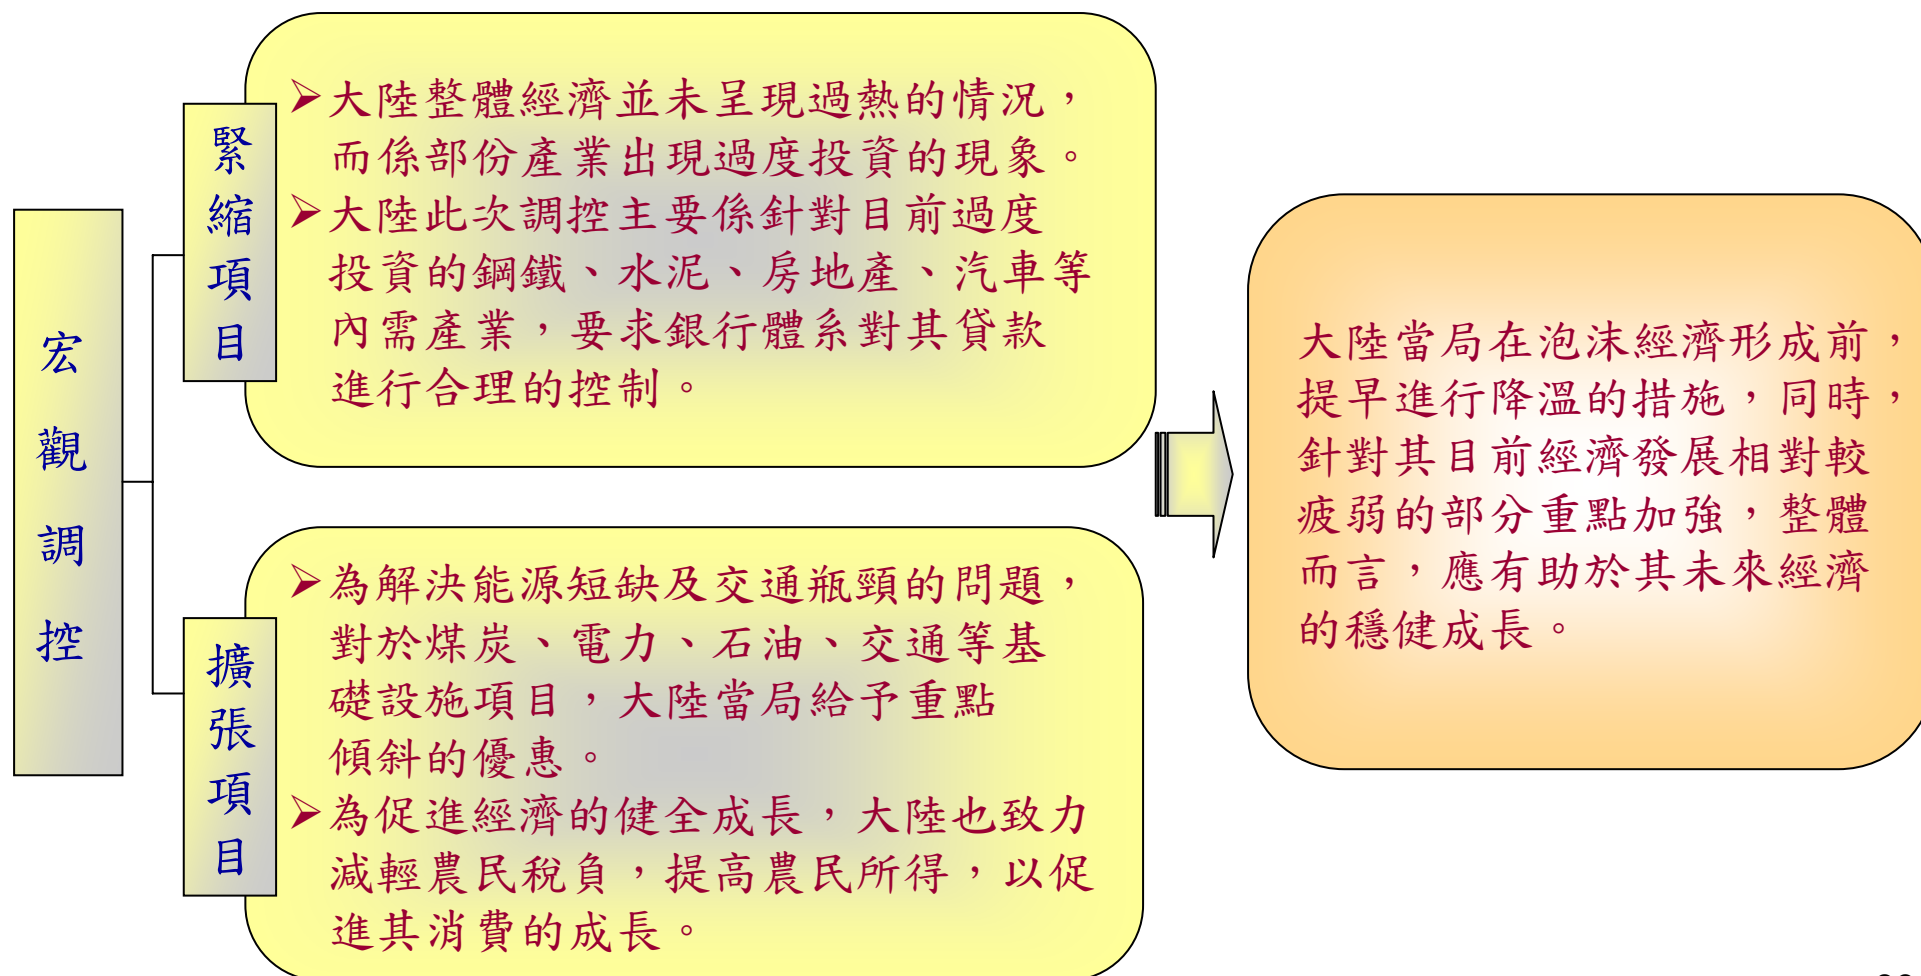 宏觀調控
緊縮項目
➢大陸整體經濟並未呈現過熱的情況，
而係部份產業出現過度投資的現象。
➢大陸此次調控主要係針對目前過度
投資的鋼鐵、水泥、房地產、汽車等
內需產業，要求銀行體系對其貸款
進行合理的控制。
擴張項目
➢為解決能源短缺及交通瓶頸的問題，
對於煤炭、電力、石油、交通等基
礎設施項目，大陸當局給予重點
傾斜的優惠。
➢為促進經濟的健全成長，大陸也致力
減輕農民稅負，提高農民所得，以促
進其消費的成長。
大陸當局在泡沫經濟形成前，
提早進行降溫的措施，同時，
針對其目前經濟發展相對較
疲弱的部分重點加強，整體
而言，應有助於其未來經濟
的穩健成長。